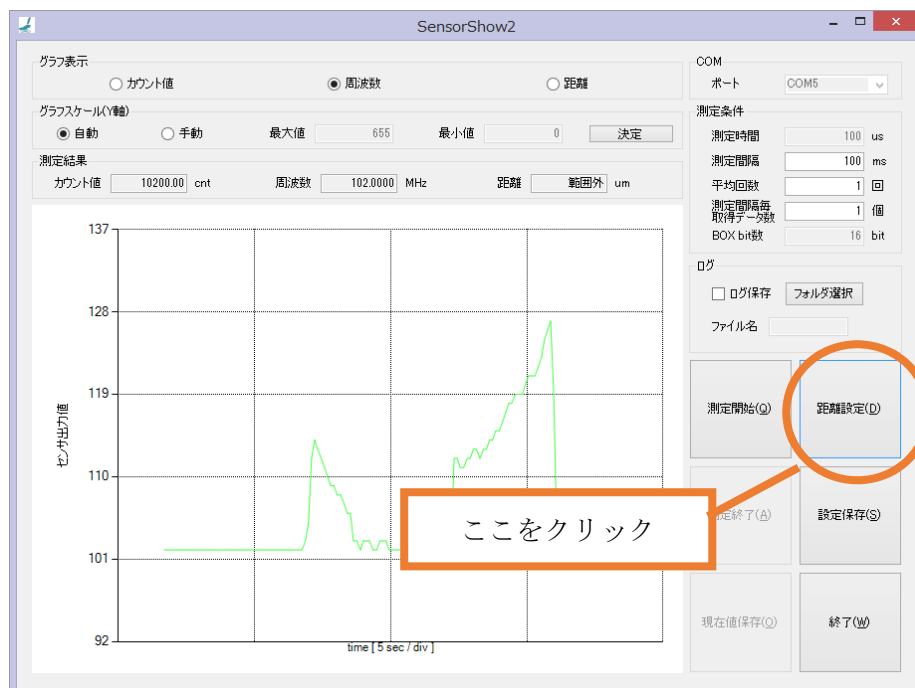 SensorShow2
グラフ表示
カウント値 周波数 距離
グラフスケール(Y軸)
自動 手動 最大値 655 最小値 0 決定
測定結果
カウント値 10200.00 cnt 周波数 102.0000 MHz 距離 範囲外 um
137
128
119
110
101
92
センサ出力値
time [ 5 sec / div ]
COM
ポート COM5
測定条件
測定時間 100 us
測定間隔 100 ms
平均回数 1 回
測定間隔毎
取得データ数 1 個
BOX bit数 16 bit
ログ
ログ保存 フォルダ選択
ファイル名
測定開始(Q) 距離設定(D)
ここをクリック
定終了(A) 設定保存(S)
現在値保存(O) 終了(W)